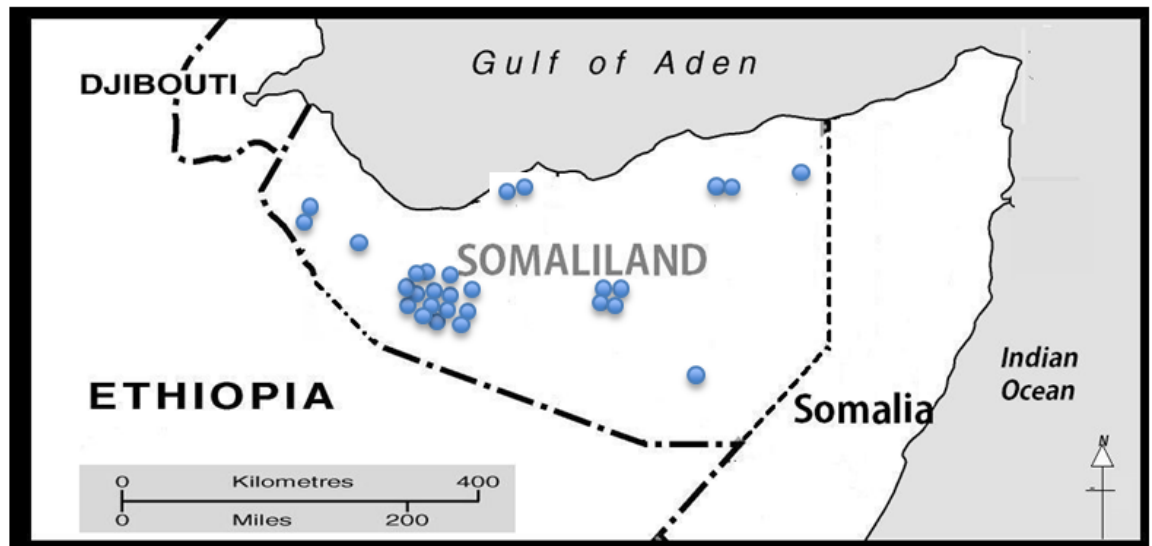 Gulf of Aden
DJIBOUTI
SOMALILAND
Indian
Ocean
ETHIOPIA
Somalia
N
0 Kilometres 400
0 Miles 200